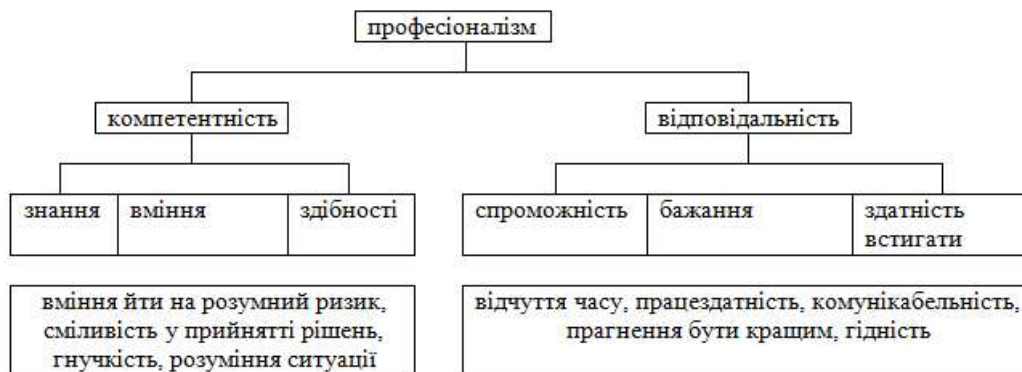 професіоналізм
компетентність
відповідальність
знання
вміння
здібності
спроможність
бажання
здатність
встигати
вміння йти на розумний ризик,
сміливість у прийнятті рішень,
гнучкість, розуміння ситуації
відчуття часу, працездатність, комунікабельність,
прагнення бути кращим, гідність